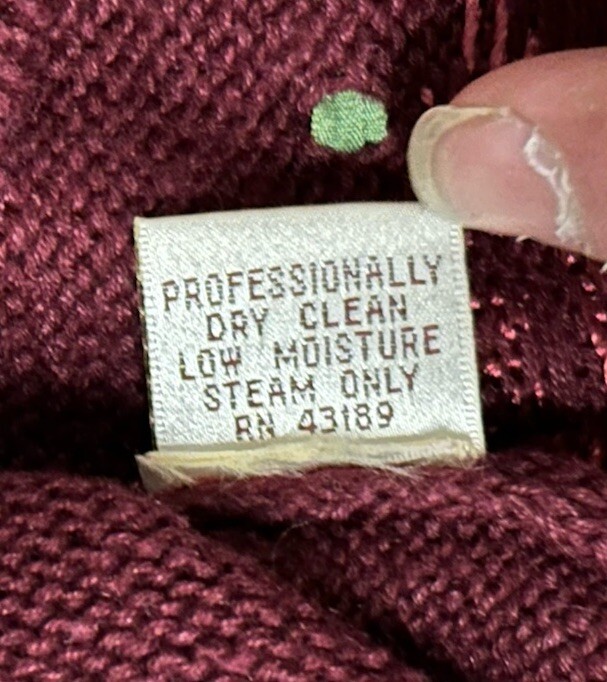 PROFESSIONALLY
DRY CLEAN
LOW MOISTURE
STEAM ONLY
RN 43189